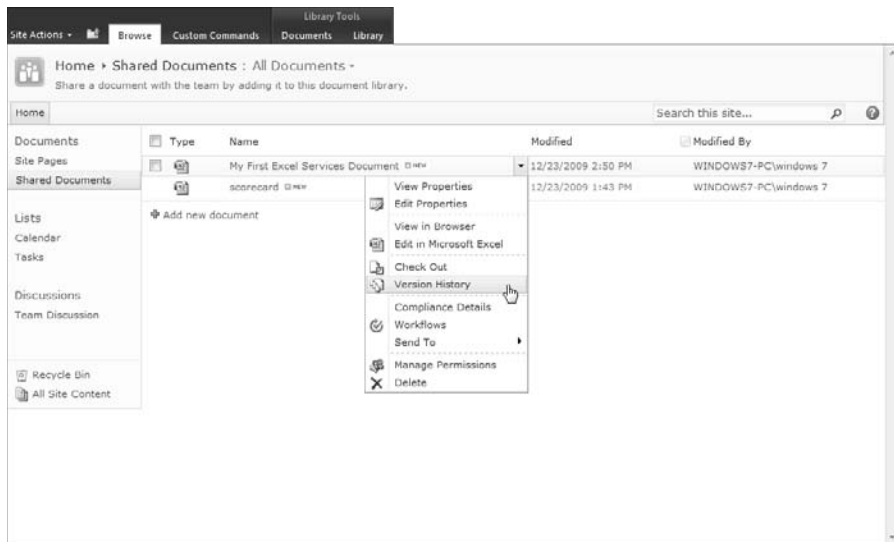 Library Tools
Site Actions Browse Custom Commands Documents Library
Home Shared Documents : All Documents
Share a document with the team by adding it to this document library.
Home Search this site...
Documents
Site Pages
Shared Documents
Lists
Calendar
Tasks
Discussions
Team Discussion
Recycle Bin
All Site Content
Type Name Modified Modified By
My First Excel Services Document NEW 12/23/2009 2:50 PM WINDOWS7-PC\windows 7
scorecard NEW 12/23/2009 1:43 PM WINDOWS7-PC\windows 7
Add new document
View Properties
Edit Properties
View in Browser
Edit in Microsoft Excel
Check Out
Version History
Compliance Details
Workflows
Send To
Manage Permissions
Delete